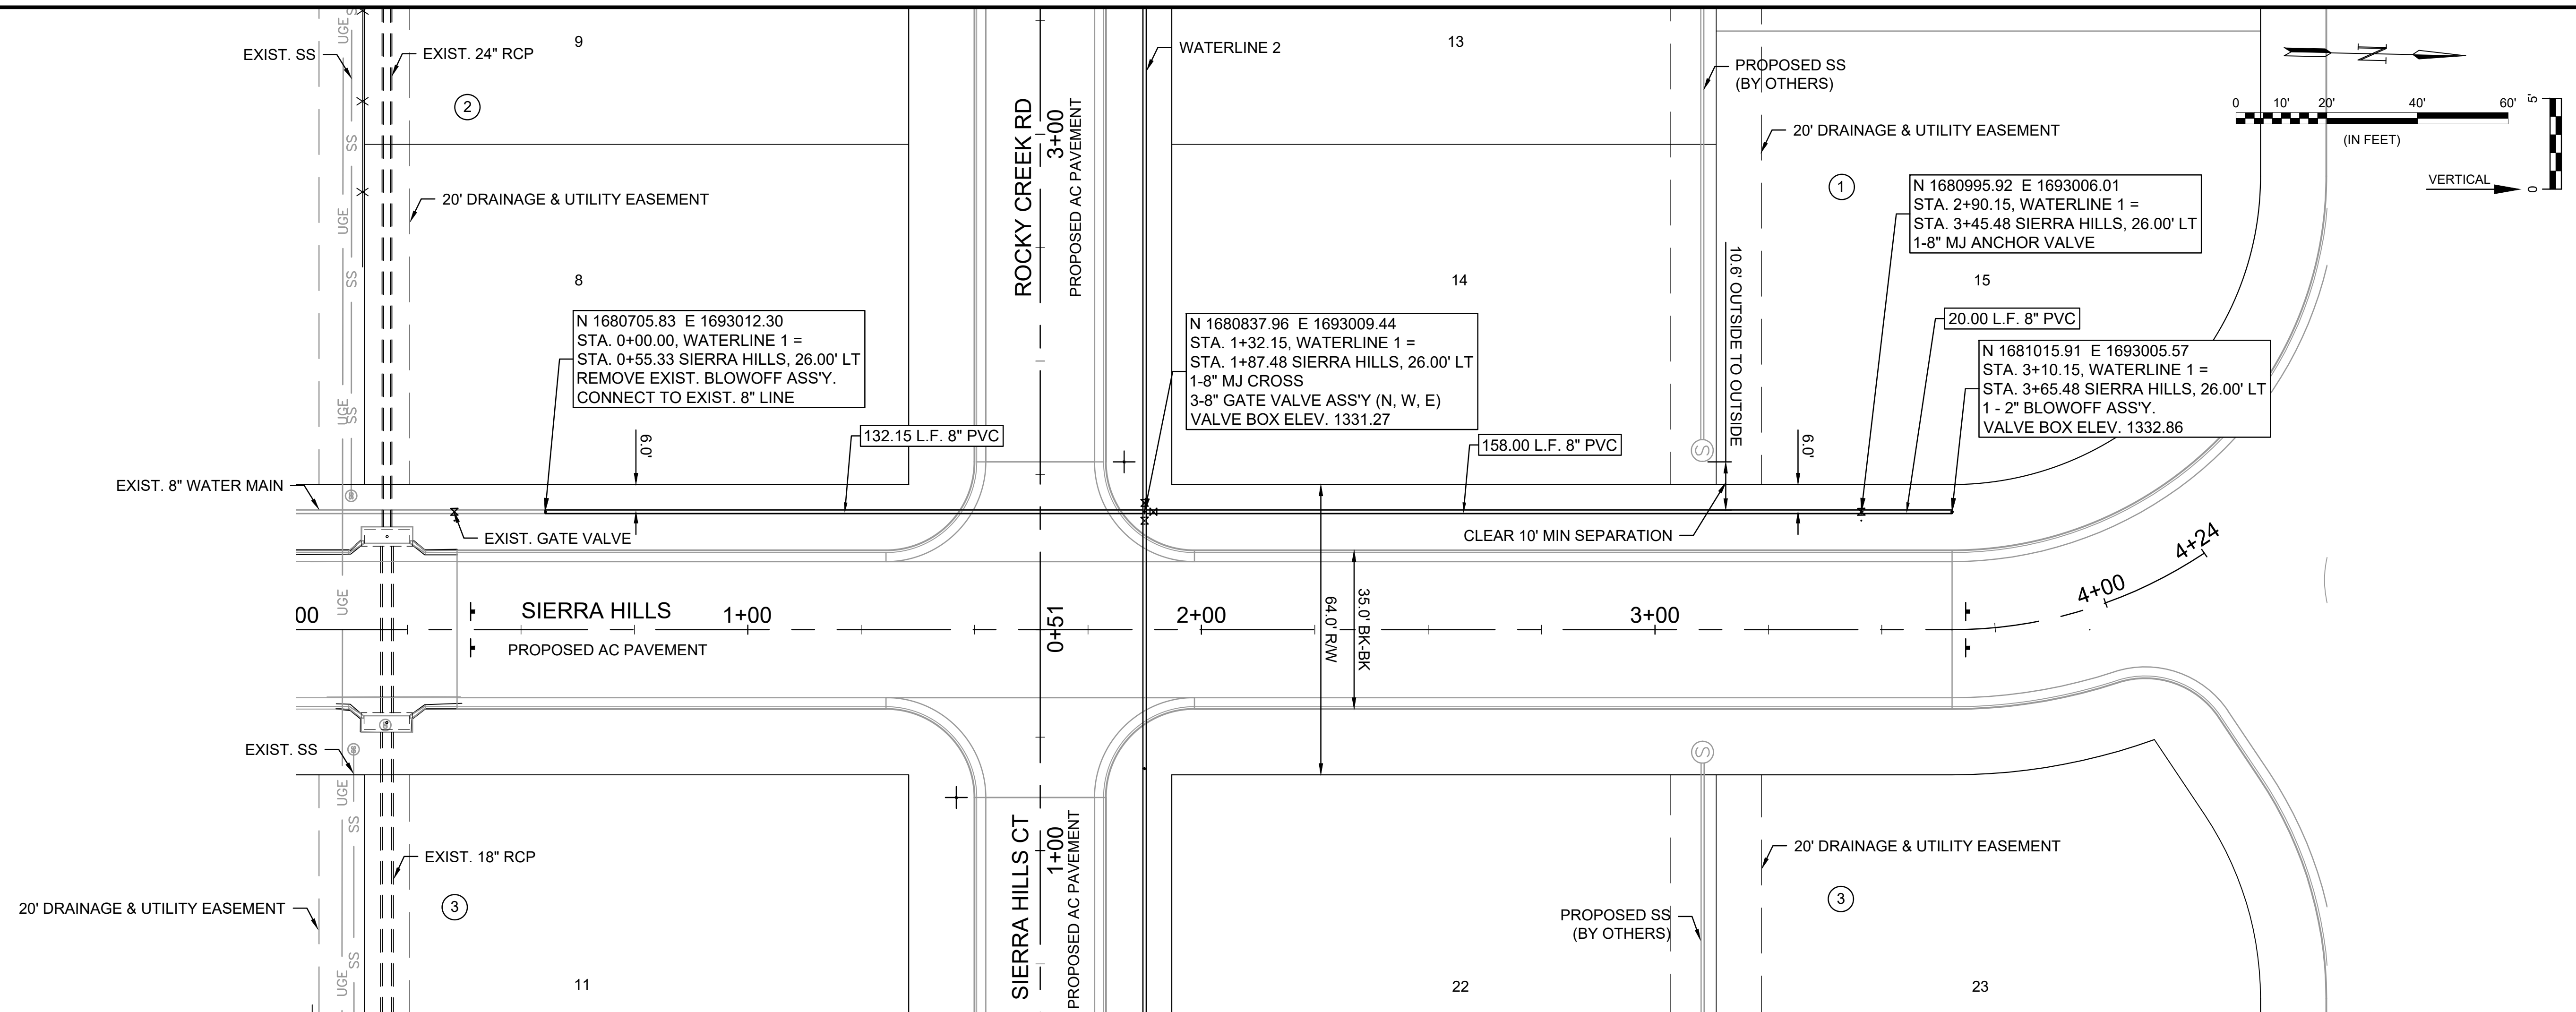 UGE
SS
EXIST. SS
EXIST. 24" RCP
9
WATERLINE 2
13
PROPOSED SS
(BY OTHERS)
N
0 10' 20' 40' 60'
(IN FEET)
5'
0
VERTICAL
2
SS
20' DRAINAGE & UTILITY EASEMENT
UGE
ROCKY CREEK RD
3+00
PROPOSED AC PAVEMENT
20' DRAINAGE & UTILITY EASEMENT
1
N 1680995.92 E 1693006.01
STA. 2+90.15, WATERLINE 1 =
STA. 3+45.48 SIERRA HILLS, 26.00' LT
1-8" MJ ANCHOR VALVE
SS
8
14
15
10.6' OUTSIDE TO OUTSIDE
N 1680705.83 E 1693012.30
STA. 0+00.00, WATERLINE 1 =
STA. 0+55.33 SIERRA HILLS, 26.00' LT
REMOVE EXIST. BLOWOFF ASS'Y.
CONNECT TO EXIST. 8" LINE
N 1680837.96 E 1693009.44
STA. 1+32.15, WATERLINE 1 =
STA. 1+87.48 SIERRA HILLS, 26.00' LT
1-8" MJ CROSS
3-8" GATE VALVE ASS'Y (N, W, E)
VALVE BOX ELEV. 1331.27
20.00 L.F. 8" PVC
N 1681015.91 E 1693005.57
STA. 3+10.15, WATERLINE 1 =
STA. 3+65.48 SIERRA HILLS, 26.00' LT
1 - 2" BLOWOFF ASS'Y.
VALVE BOX ELEV. 1332.86
UGE
SS
6.0'
132.15 L.F. 8" PVC
158.00 L.F. 8" PVC
S
6.0'
EXIST. 8" WATER MAIN
EXIST. GATE VALVE
CLEAR 10' MIN SEPARATION
4+24
4+00
UGE
00
SIERRA HILLS
1+00
0+51
2+00
64.0' R/W
35.0' BK-BK
3+00
PROPOSED AC PAVEMENT
EXIST. SS
S
UGE
SS
SIERRA HILLS CT
1+00
PROPOSED AC PAVEMENT
EXIST. 18" RCP
20' DRAINAGE & UTILITY EASEMENT
20' DRAINAGE & UTILITY EASEMENT
3
3
PROPOSED SS
(BY OTHERS)
UGE
SS
11
22
23